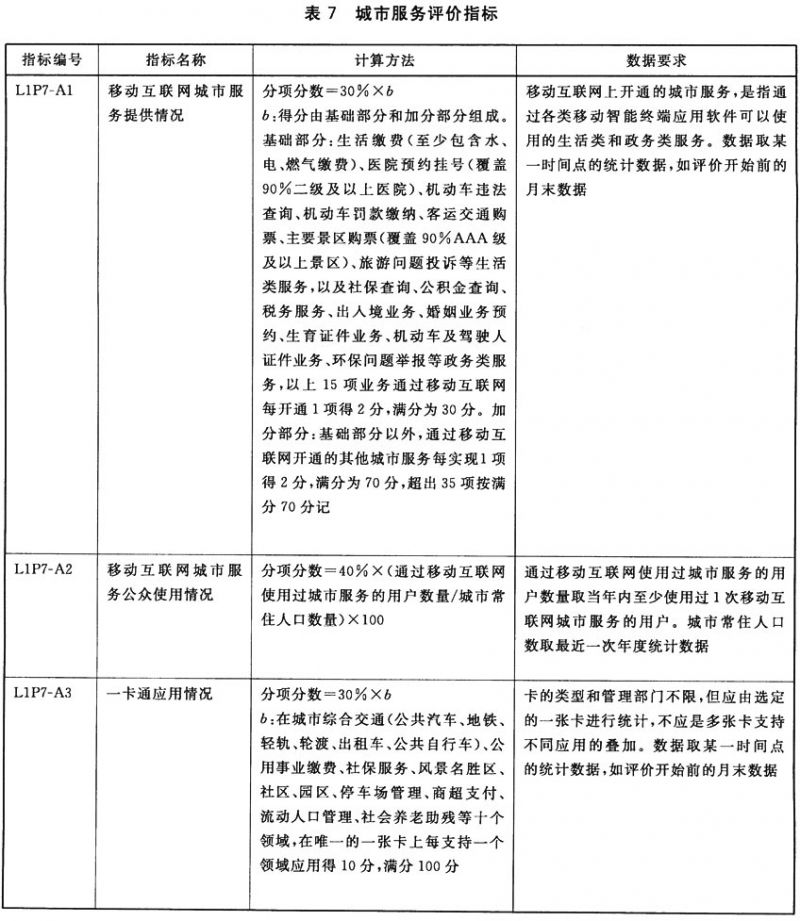 表 7 城市服务评价指标
指标编号 指标名称 计算方法 数据要求
L1P7-A1
移动互联网城市服
务提供情况
分项分数=30%×b
b:得分由基础部分和加分部分组成。
基础部分:生活缴费(至少包含水、
电、燃气缴费)、医院预约挂号(覆盖
90%二级及以上医院)、机动车违法
查询、机动车罚款缴纳、客运交通购
票、主要景区购票(覆盖 90%AAA 级
及以上景区)、旅游问题投诉等生活
类服务,以及社保查询、公积金查询、
税务服务、出入境业务、婚姻业务预
约、生育证件业务、机动车及驾驶人
证件业务、环保问题举报等政务类服
务,以上 15 项业务通过移动互联网
每开通 1 项得 2 分,满分为 30 分。加
分部分:基础部分以外,通过移动互
联网开通的其他城市服务每实现1 项
得 2 分,满分为 70 分,超出 35 项按满
分 70 分记
移动互联网上开通的城市服务,是指通
过各类移动智能终端应用软件可以使
用的生活类和政务类服务。数据取某
一时间点的统计数据,如评价开始前的
月末数据
L1P7-A2
移动互联网城市服
务公众使用情况
分项分数=40%×(通过移动互联网
使用过城市服务的用户数量/城市常
住人口数量)×100
通过移动互联网使用过城市服务的用
户数量取当年内至少使用过 1 次移动互
联网城市服务的用户。城市常住人口
数取最近一次年度统计数据
L1P7-A3
一卡通应用情况
分项分数=30%×b
b:在城市综合交通(公共汽车、地铁、
轻轨、轮渡、出租车、公共自行车)、公
用事业缴费、社保服务、风景名胜区、
社区、园区、停车场管理、商超支付、
流动人口管理、社会养老助残等十个
领域,在唯一的一张卡上每支持一个
领域应用得 10 分,满分 100 分
卡的类型和管理部门不限,但应由选定
的一张卡进行统计,不应是多张卡支持
不同应用的叠加。数据取某一时间点
的统计数据,如评价开始前的月末数据